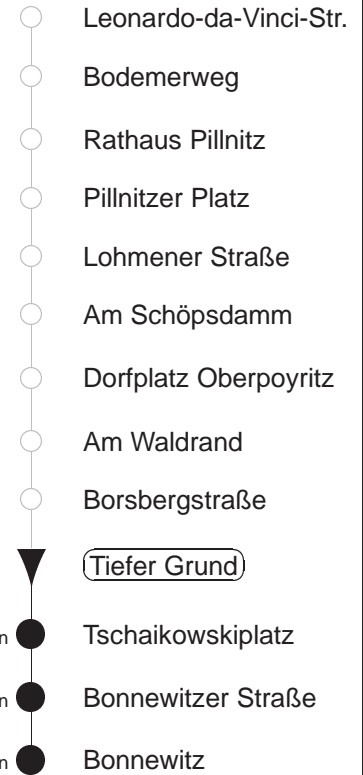 Leonardo-da-Vinci-Str.
Bodemerweg
Rathaus Pillnitz
Pillnitzer Platz
Lohmener Straße
Am Schöpsdamm
Dorfplatz Oberpoyritz
Am Waldrand
Borsbergstraße
Tiefer Grund
n Tschaikowskiplatz
n Bonnewitzer Straße
n Bonnewitz